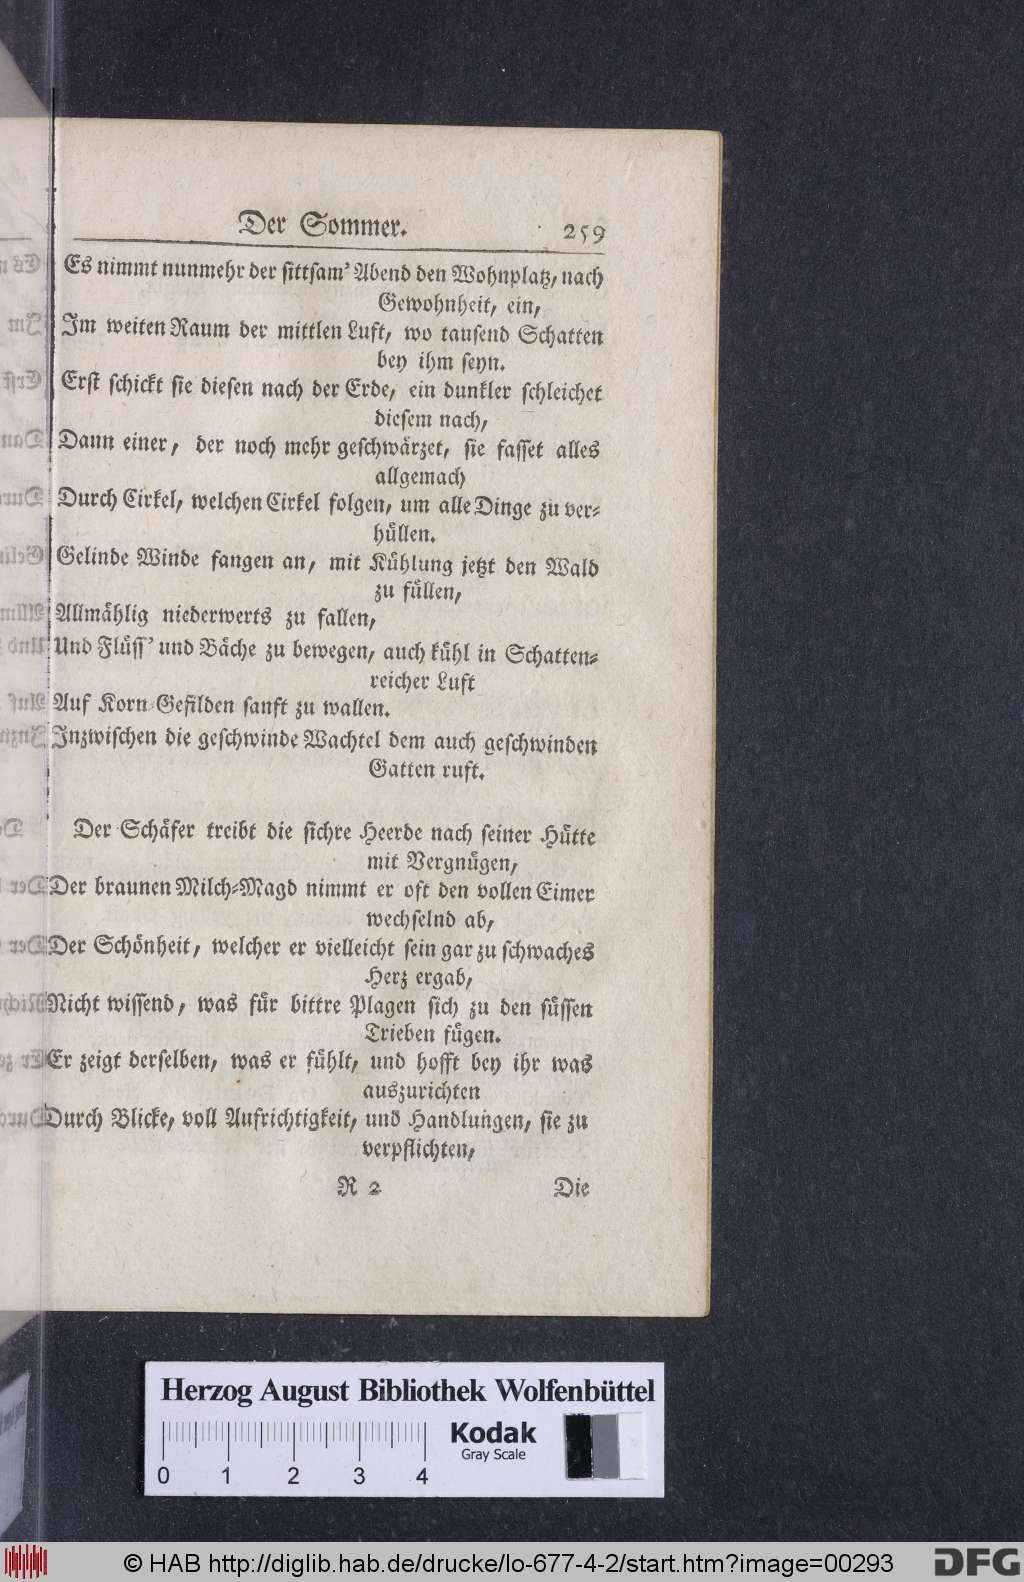 Der Sommer. 259
Es nimmt nunmehr der sittsam' Abend den Wohnplatz, nach
Gewohnheit, ein,
Im weiten Raum der mittlen Luft, wo tausend Schatten
bey ihm seyn.
Erst schickt sie diesen nach der Erde, ein dunkler schleichet
diesem nach,
Dann einer, der noch mehr geschwärzet, sie fasset alles
allgemach
Durch Cirkel, welchen Cirkel folgen, um alle Dinge zu ver-
hüllen.
Gelinde Winde fangen an, mit Kühlung jetzt den Wald
zu füllen,
Allmählig niederwerts zu fallen,
Und Flüss' und Bäche zu bewegen, auch kühl in Schatten-
reicher Luft
Auf Korn-Gefilden sanft zu wallen.
Inzwischen die geschwinde Wachtel dem auch geschwinden
Gatten ruft.
Der Schäfer treibt die sichre Heerde nach seiner Hütte
mit Vergnügen,
Der braunen Milch-Magd nimmt er oft den vollen Eimer
wechselnd ab,
Der Schönheit, welcher er vielleicht sein gar zu schwaches
Herz ergab,
Nicht wissend, was für bittre Plagen sich zu den süssen
Trieben fügen.
Er zeigt derselben, was er fühlt, und hofft bey ihr was
auszurichten
Durch Blicke, voll Aufrichtigkeit, und Handlungen, sie zu
verpflichten,
R 2 Die
Herzog August Bibliothek Wolfenbüttel
Kodak
Gray Scale
0 1 2 3 4
© HAB http://diglib.hab.de/drucke/lo-677-4-2/start.htm?image=00293
DFG